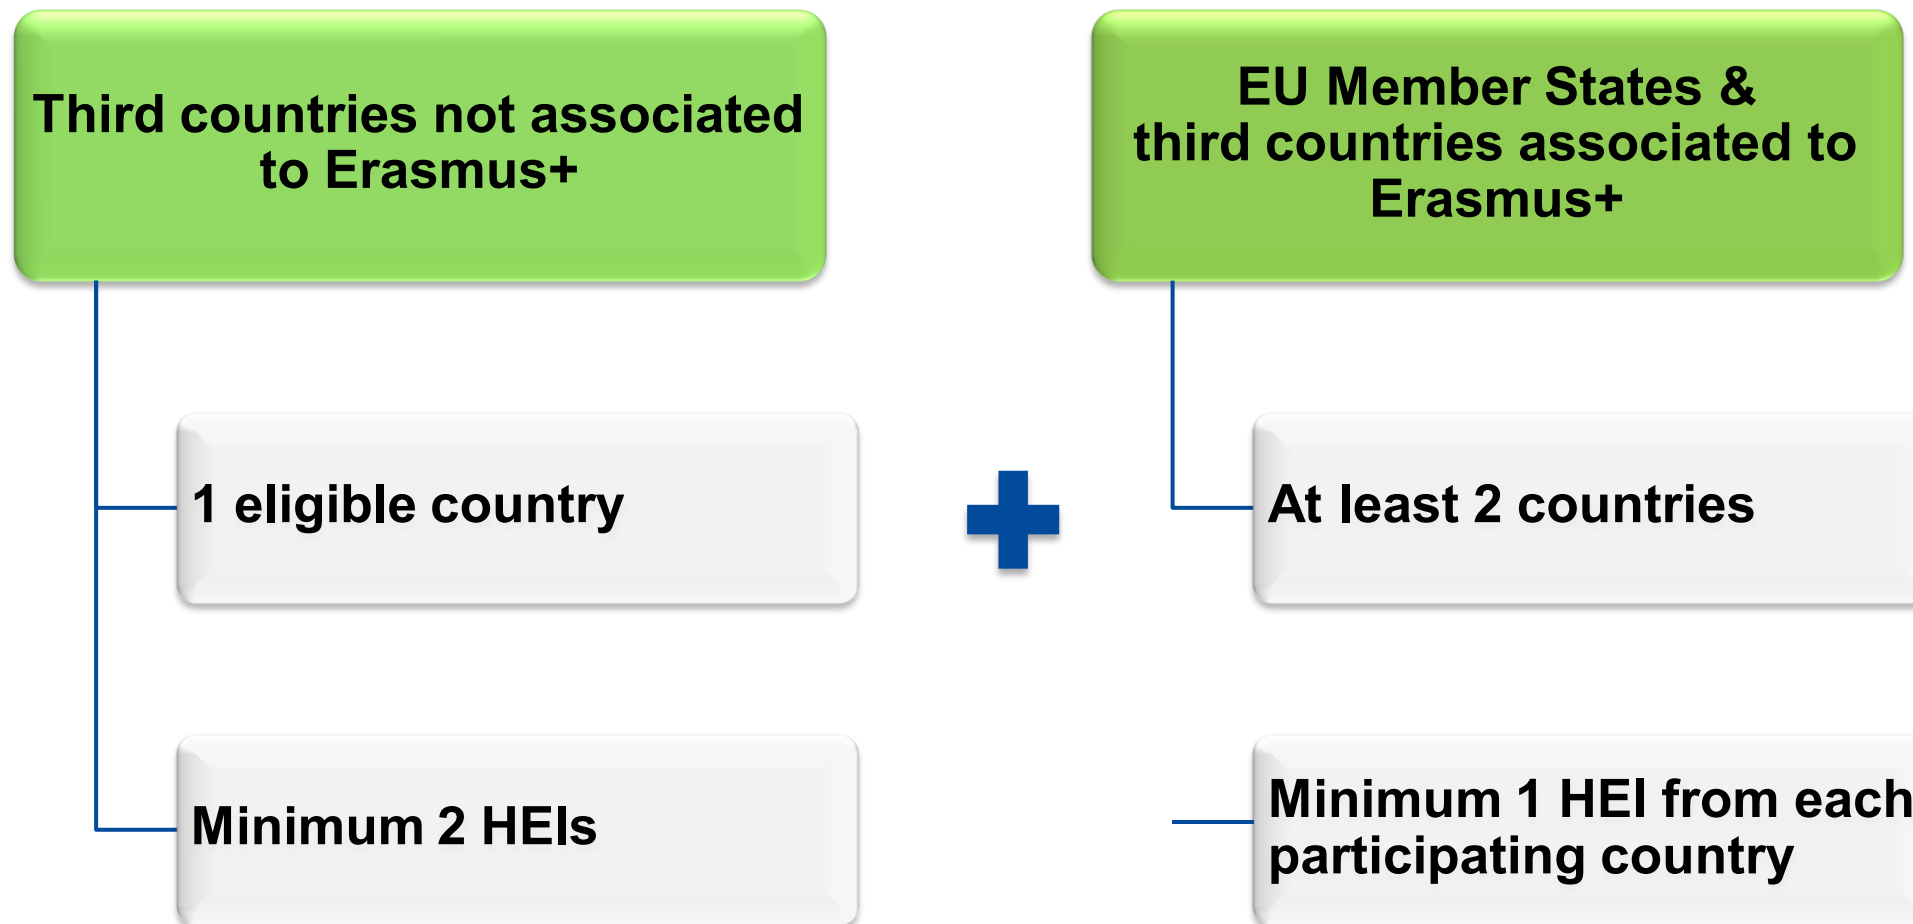 Third countries not associated
to Erasmus+
1 eligible country
Minimum 2 HEIs
EU Member States &
third countries associated to
Erasmus+
At least 2 countries
Minimum 1 HEI from each
participating country